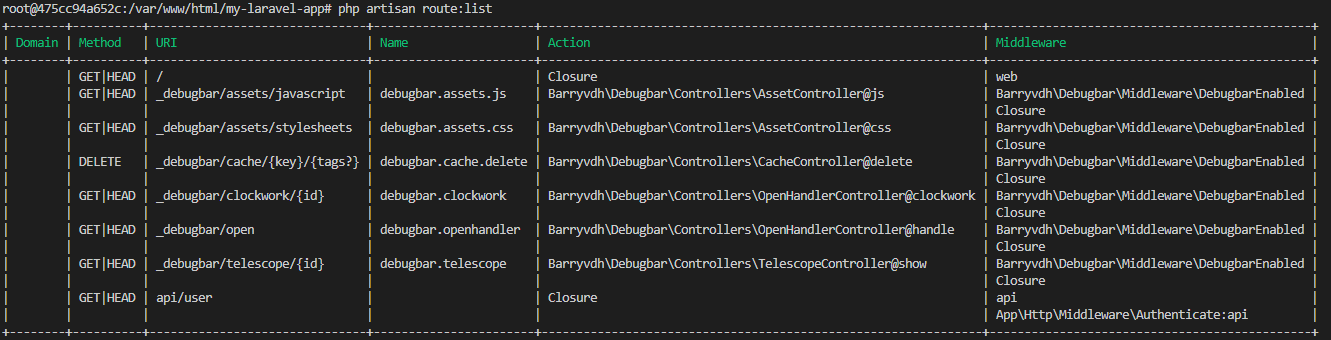 root@475cc94a652c:/var/www/html/my-laravel-app# php artisan route:list
+--------+----------+-------------------------------+-----------------------+---------------------------------------------------------------+----------------------------------------------+
| Domain | Method   | URI                           | Name                  | Action                                                        | Middleware                                   |
+--------+----------+-------------------------------+-----------------------+---------------------------------------------------------------+----------------------------------------------+
|        | GET|HEAD | /                             |                       | Closure                                                       | web                                          |
|        | GET|HEAD | _debugbar/assets/javascript   | debugbar.assets.js    | Barryvdh\Debugbar\Controllers\AssetController@js              | Barryvdh\Debugbar\Middleware\DebugbarEnabled |
|        |          |                               |                       |                                                               | Closure                                      |
|        | GET|HEAD | _debugbar/assets/stylesheets  | debugbar.assets.css   | Barryvdh\Debugbar\Controllers\AssetController@css             | Barryvdh\Debugbar\Middleware\DebugbarEnabled |
|        |          |                               |                       |                                                               | Closure                                      |
|        | DELETE   | _debugbar/cache/{key}/{tags?} | debugbar.cache.delete | Barryvdh\Debugbar\Controllers\CacheController@delete          | Barryvdh\Debugbar\Middleware\DebugbarEnabled |
|        |          |                               |                       |                                                               | Closure                                      |
|        | GET|HEAD | _debugbar/clockwork/{id}      | debugbar.clockwork    | Barryvdh\Debugbar\Controllers\OpenHandlerController@clockwork | Barryvdh\Debugbar\Middleware\DebugbarEnabled |
|        |          |                               |                       |                                                               | Closure                                      |
|        | GET|HEAD | _debugbar/open                | debugbar.openhandler  | Barryvdh\Debugbar\Controllers\OpenHandlerController@handle    | Barryvdh\Debugbar\Middleware\DebugbarEnabled |
|        |          |                               |                       |                                                               | Closure                                      |
|        | GET|HEAD | _debugbar/telescope/{id}      | debugbar.telescope    | Barryvdh\Debugbar\Controllers\TelescopeController@show        | Barryvdh\Debugbar\Middleware\DebugbarEnabled |
|        |          |                               |                       |                                                               | Closure                                      |
|        | GET|HEAD | api/user                      |                       | Closure                                                       | api                                          |
|        |          |                               |                       |                                                               | App\Http\Middleware\Authenticate:api         |
+--------+----------+-------------------------------+-----------------------+---------------------------------------------------------------+----------------------------------------------+